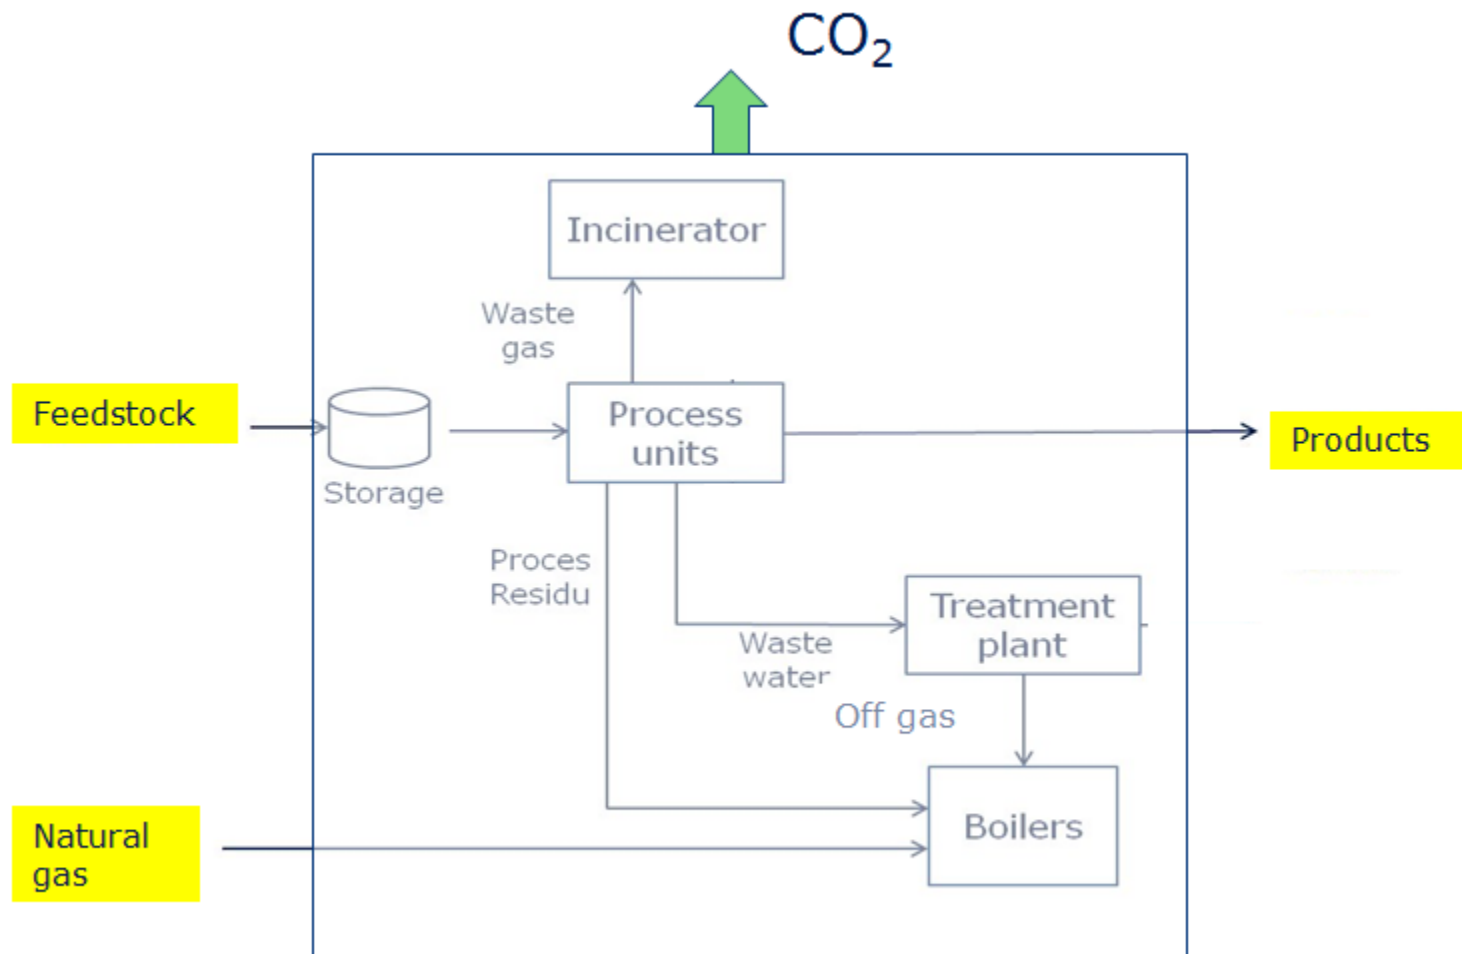 CO₂
Incinerator
Waste
gas
Feedstock
Process
units
Products
Storage
Proces
Residu
Treatment
plant
Waste
water
Off gas
Natural
gas
Boilers